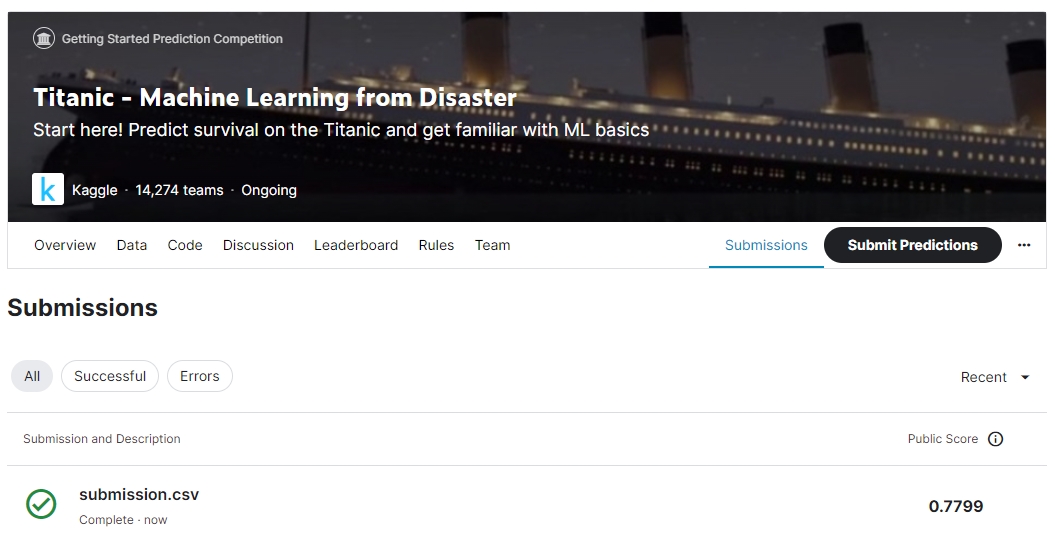 Getting Started Prediction Competition
Titanic - Machine Learning from Disaster
Start here! Predict survival on the Titanic and get familiar with ML basics
k Kaggle · 14,274 teams · Ongoing
Overview Data Code Discussion Leaderboard Rules Team Submissions Submit Predictions ...
Submissions
All Successful Errors Recent
Submission and Description Public Score
submission.csv
Complete · now
0.7799